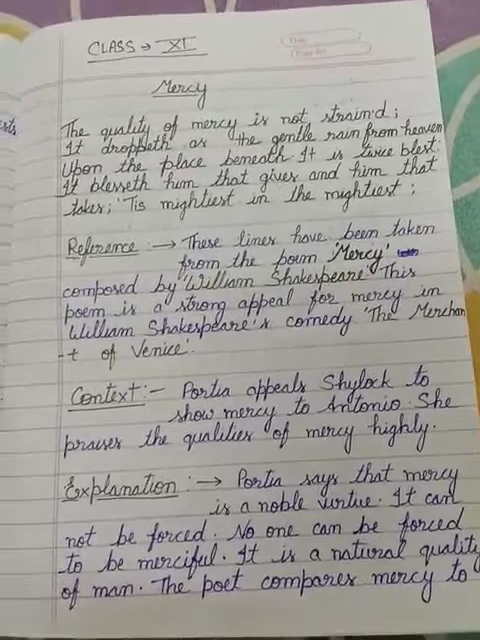 CLASS → XI
Mercy
The quality of mercy is not strain'd;
It droppeth as the gentle rain from heaven
Upon the place beneath It is twice blest.
It blesseth him that gives and him that
takes; 'Tis mightiest in the mightiest;
Reference :→ These lines have been taken
from the poem 'Mercy'
composed by 'William Shakespeare' This
poem is a strong appeal for mercy in
William Shakespeare's comedy 'The Merchan
-t of Venice'.
Context:- Portia appeals Shylock to
show mercy to Antonio. She
praises the qualities of mercy highly.
Explanation :→ Portia says that mercy
is a noble virtue. It can
not be forced. No one can be forced
to be merciful. It is a natural quality
of man. The poet compares mercy to